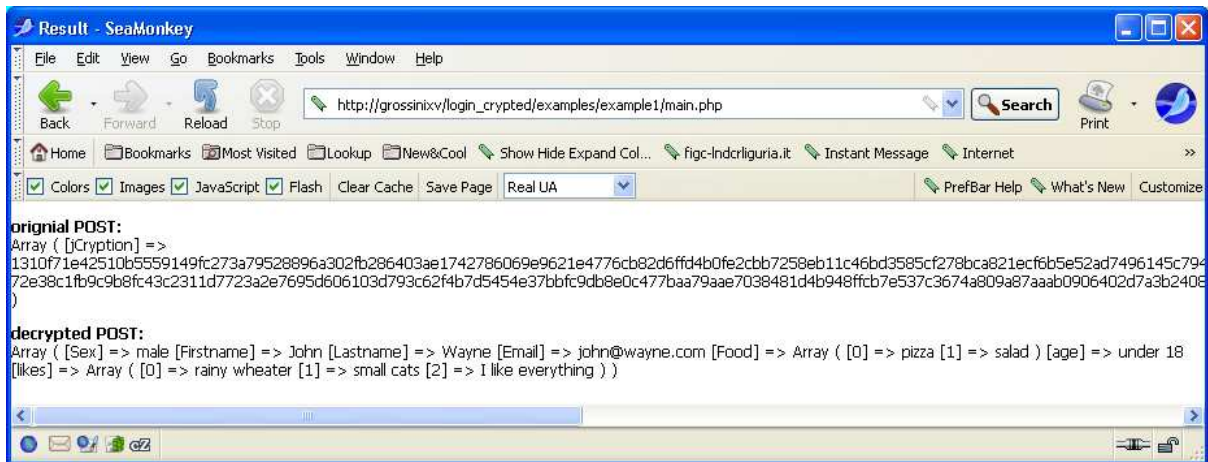 Result - SeaMonkey
File Edit View Go Bookmarks Tools Window Help
Back Forward Reload Stop http://grossinixv/login_crypted/examples/example1/main.php Search Print
Home Bookmarks Most Visited Lookup New&Cool Show Hide Expand Col... figc-lndcrliguria.it Instant Message Internet »
Colors Images JavaScript Flash Clear Cache Save Page Real UA PrefBar Help What's New Customize
orignial POST:
Array ( [jCryption] =>
1310f71e42510b5559149fc273a79528896a302fb286403ae1742786069e9621e4776cb82d6ffd4b0fe2cbb7258eb11c46bd3585cf278bca821ecf6b5e52ad7496145c794
72e38c1fb9c9b8fc43c2311d7723a2e7695d606103d793c62f4b7d5454e37bbfc9db8e0c477baa79aae7038481d4b948ffcb7e537c3674a809a87aaab0906402d7a3b2408
)
decrypted POST:
Array ( [Sex] => male [Firstname] => John [Lastname] => Wayne [Email] => john@wayne.com [Food] => Array ( [0] => pizza [1] => salad ) [age] => under 18
[likes] => Array ( [0] => rainy wheater [1] => small cats [2] => I like everything ) )